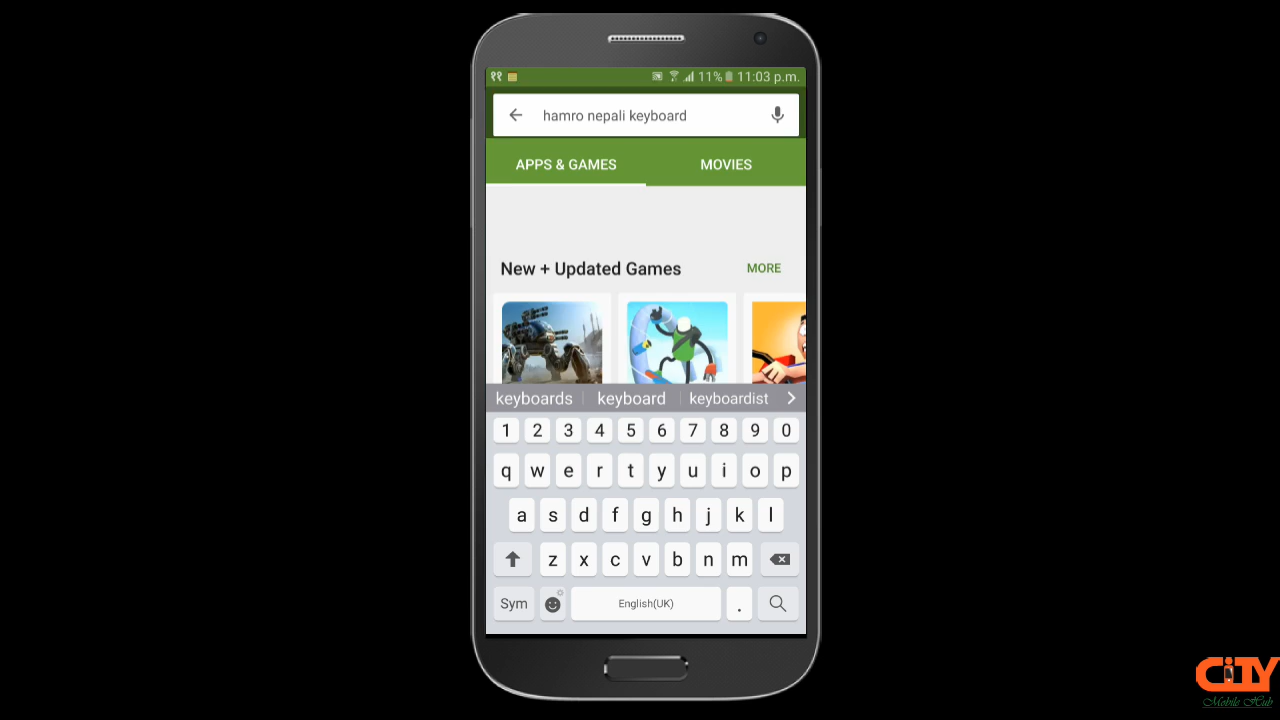 ११ 11% 11:03 p.m.
hamro nepali keyboard
APPS & GAMES MOVIES
New + Updated Games MORE
keyboards keyboard keyboardist
1 2 3 4 5 6 7 8 9 0
q w e r t y u i o p
a s d f g h j k l
z x c v b n m
Sym English(UK) .
CiTY
Mobile Hub